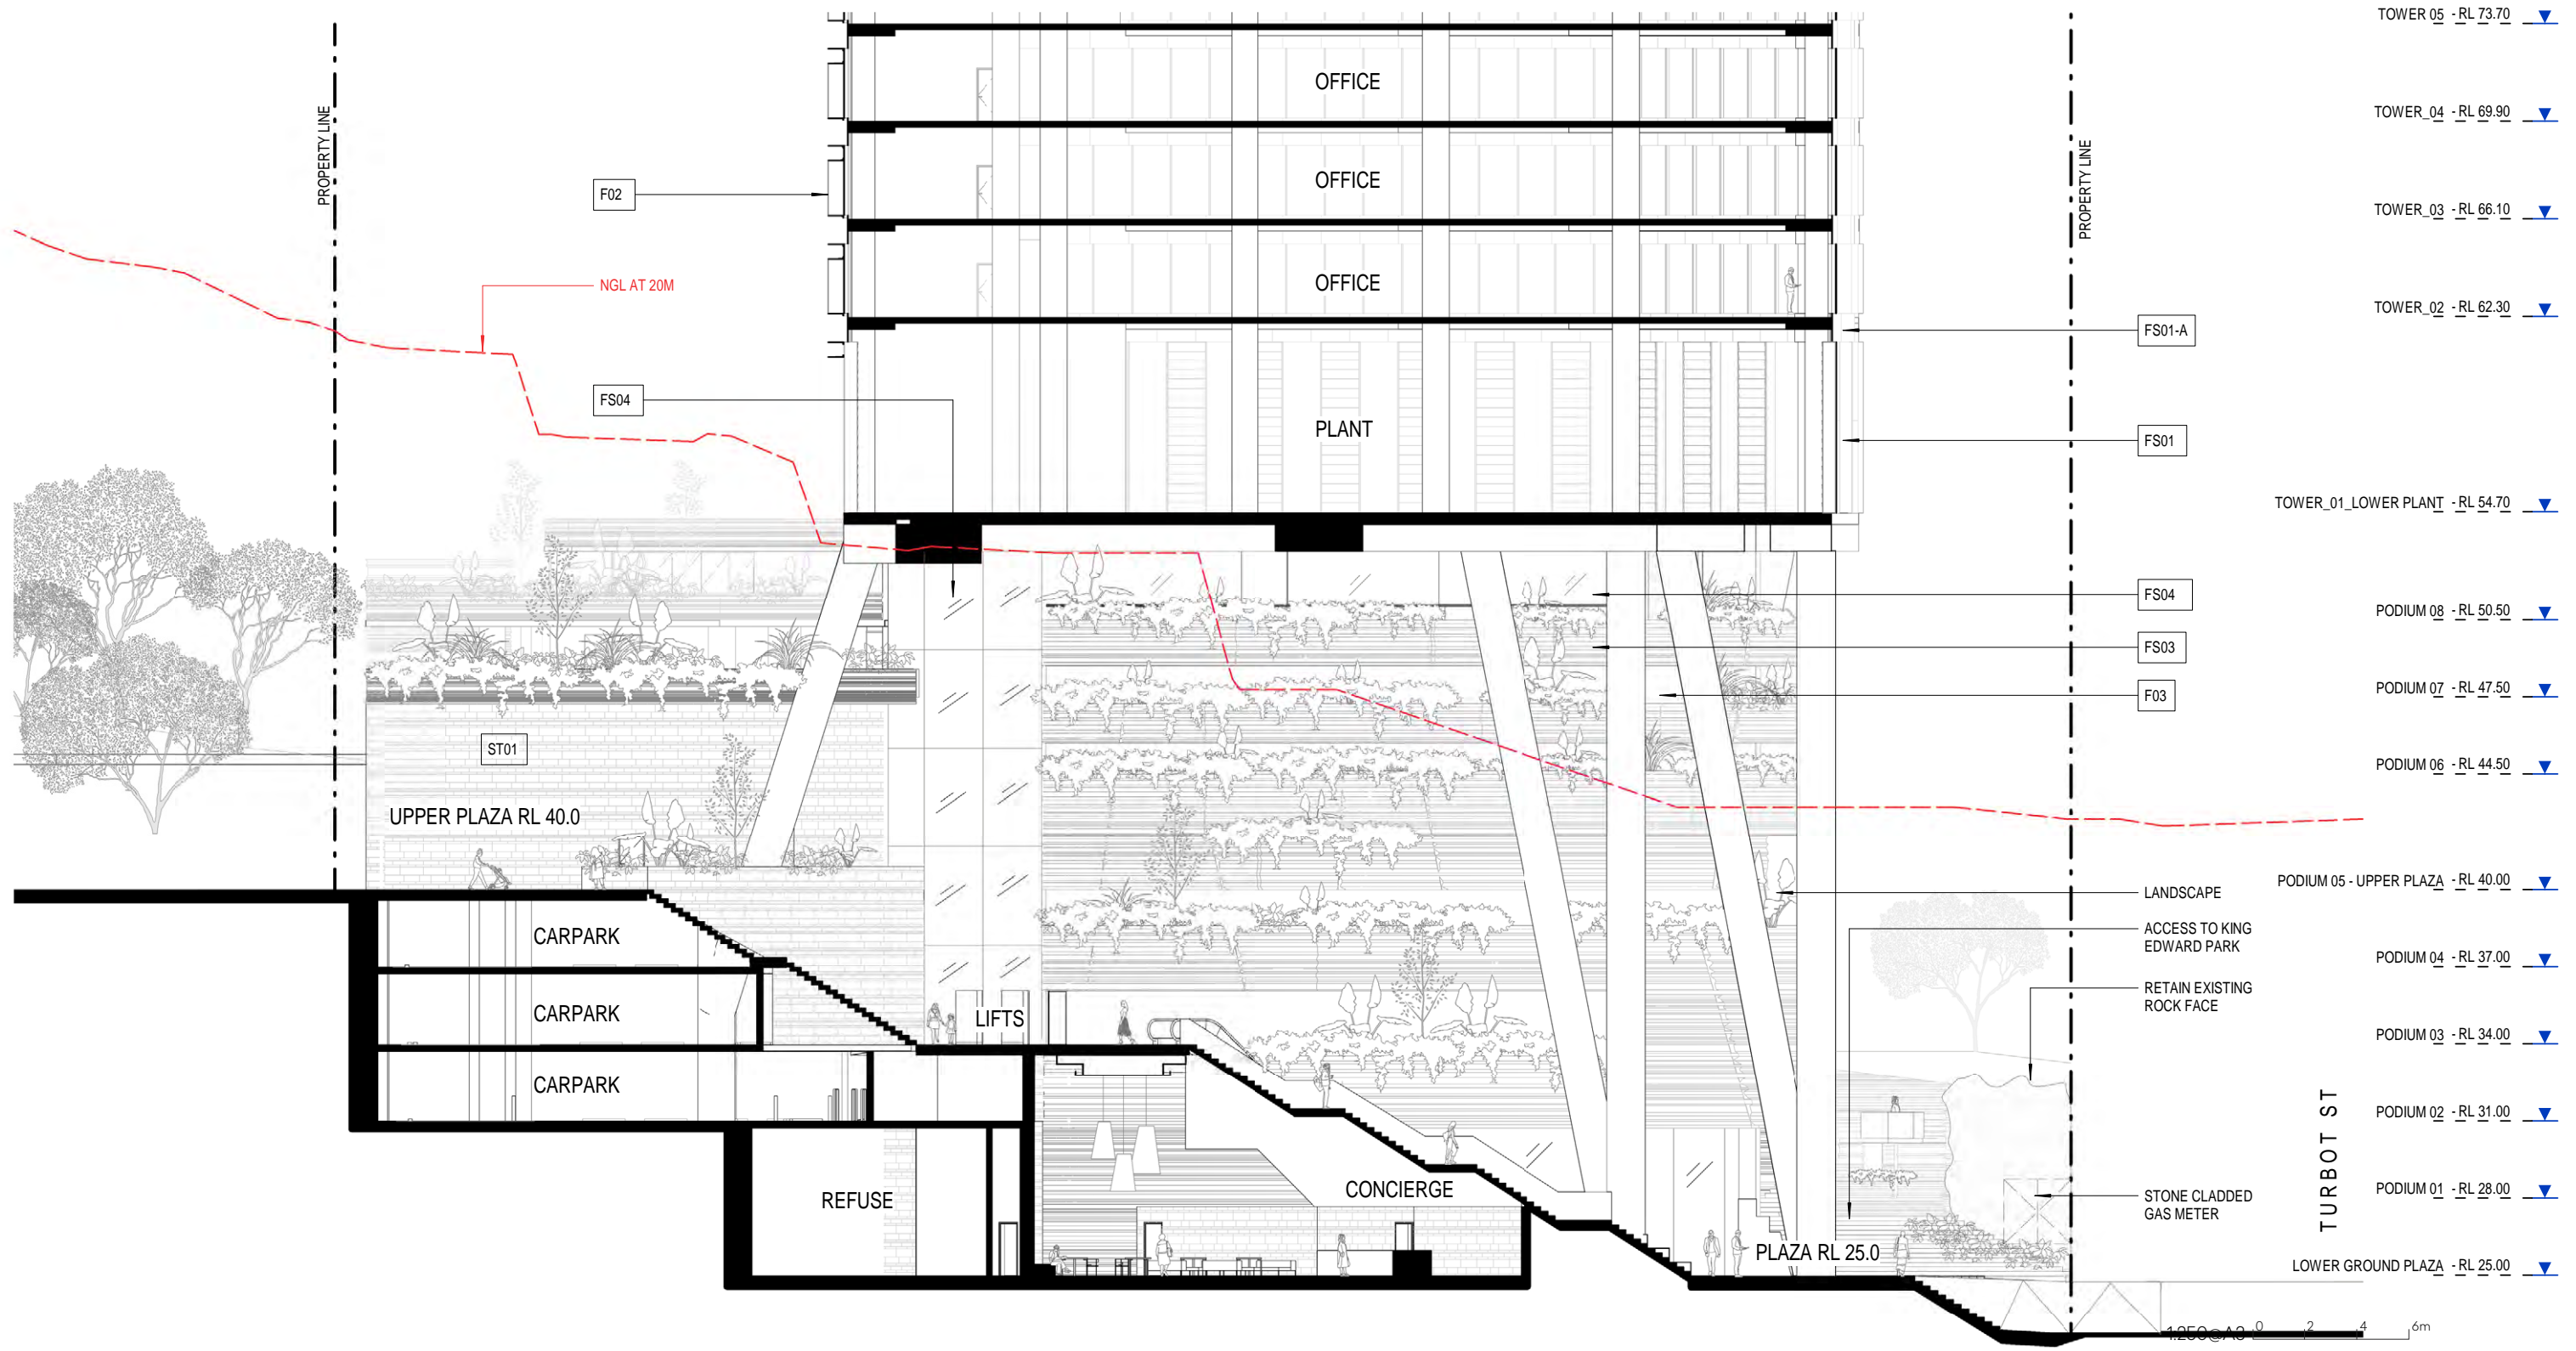 TOWER 05 - RL 73.70
OFFICE
PROPERTY LINE
TOWER_04 - RL 69.90
PROPERTY LINE
F02
OFFICE
TOWER_03 - RL 66.10
NGL AT 20M
OFFICE
TOWER_02 - RL 62.30
FS01-A
FS04
PLANT
FS01
TOWER_01_LOWER PLANT - RL 54.70
FS04
PODIUM 08 - RL 50.50
FS03
PODIUM 07 - RL 47.50
F03
ST01
PODIUM 06 - RL 44.50
UPPER PLAZA RL 40.0
PODIUM 05 - UPPER PLAZA - RL 40.00
LANDSCAPE
CARPARK
ACCESS TO KING
EDWARD PARK
PODIUM 04 - RL 37.00
RETAIN EXISTING
ROCK FACE
CARPARK
LIFTS
PODIUM 03 - RL 34.00
CARPARK
PODIUM 02 - RL 31.00
TURBOT ST
REFUSE
CONCIERGE
PODIUM 01 - RL 28.00
STONE CLADDED
GAS METER
PLAZA RL 25.0
LOWER GROUND PLAZA - RL 25.00
1:250@A3 0 2 4 6m